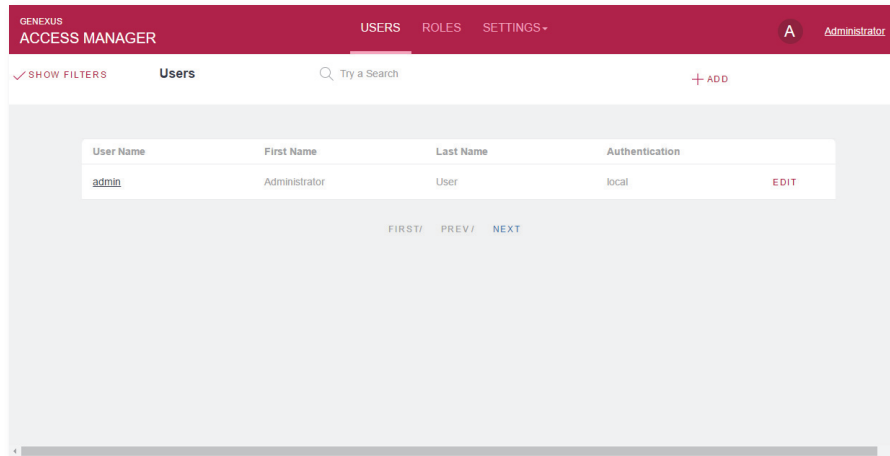 GENEXUS
ACCESS MANAGER
USERS ROLES SETTINGS
A Administrator
SHOW FILTERS Users Try a Search ADD
User Name First Name Last Name Authentication
admin Administrator User local EDIT
FIRST/ PREV/ NEXT